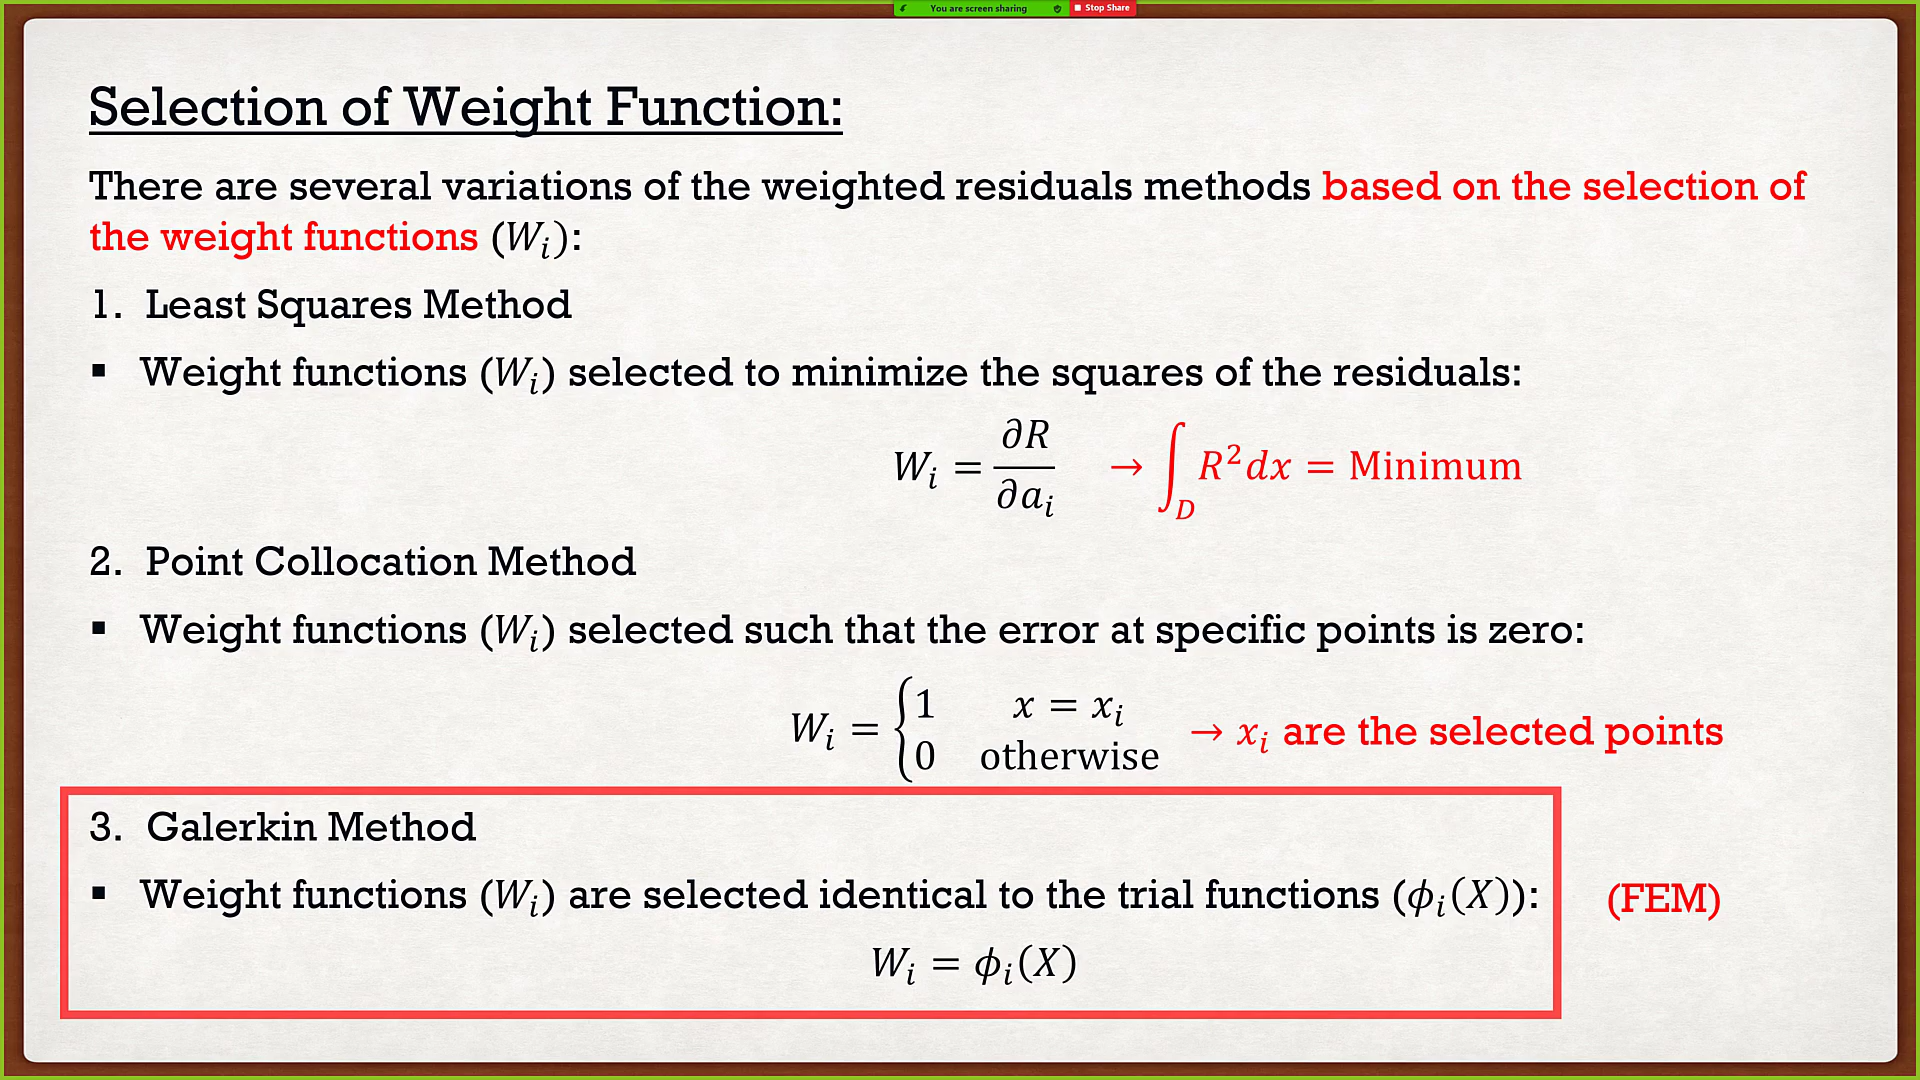 You are screen sharing Stop Share
Selection of Weight Function:
There are several variations of the weighted residuals methods based on the selection of
the weight functions (𝑊ᵢ):
1. Least Squares Method
▪ Weight functions (𝑊ᵢ) selected to minimize the squares of the residuals:
𝑊ᵢ = ∂𝑅/∂𝑎ᵢ → ∫_D 𝑅² 𝑑𝑥 = Minimum
2. Point Collocation Method
▪ Weight functions (𝑊ᵢ) selected such that the error at specific points is zero:
𝑊ᵢ = { 1 𝑥 = 𝑥ᵢ
0 otherwise → 𝑥ᵢ are the selected points
3. Galerkin Method
▪ Weight functions (𝑊ᵢ) are selected identical to the trial functions (𝜙ᵢ(𝑋)): (FEM)
𝑊ᵢ = 𝜙ᵢ(𝑋)